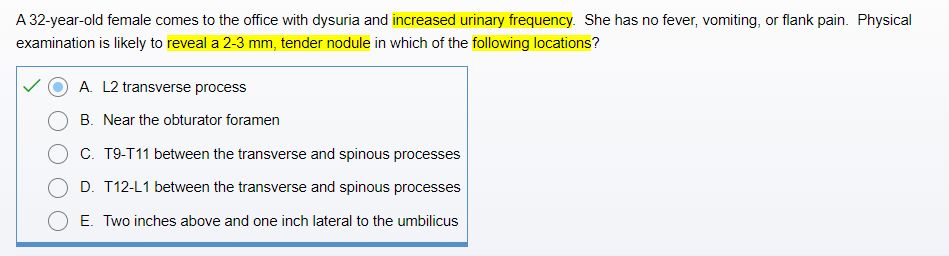 A 32-year-old female comes to the office with dysuria and increased urinary frequency.  She has no fever, vomiting, or flank pain.  Physical
examination is likely to reveal a 2-3 mm, tender nodule in which of the following locations?
A. L2 transverse process
B. Near the obturator foramen
C. T9-T11 between the transverse and spinous processes
D. T12-L1 between the transverse and spinous processes
E. Two inches above and one inch lateral to the umbilicus